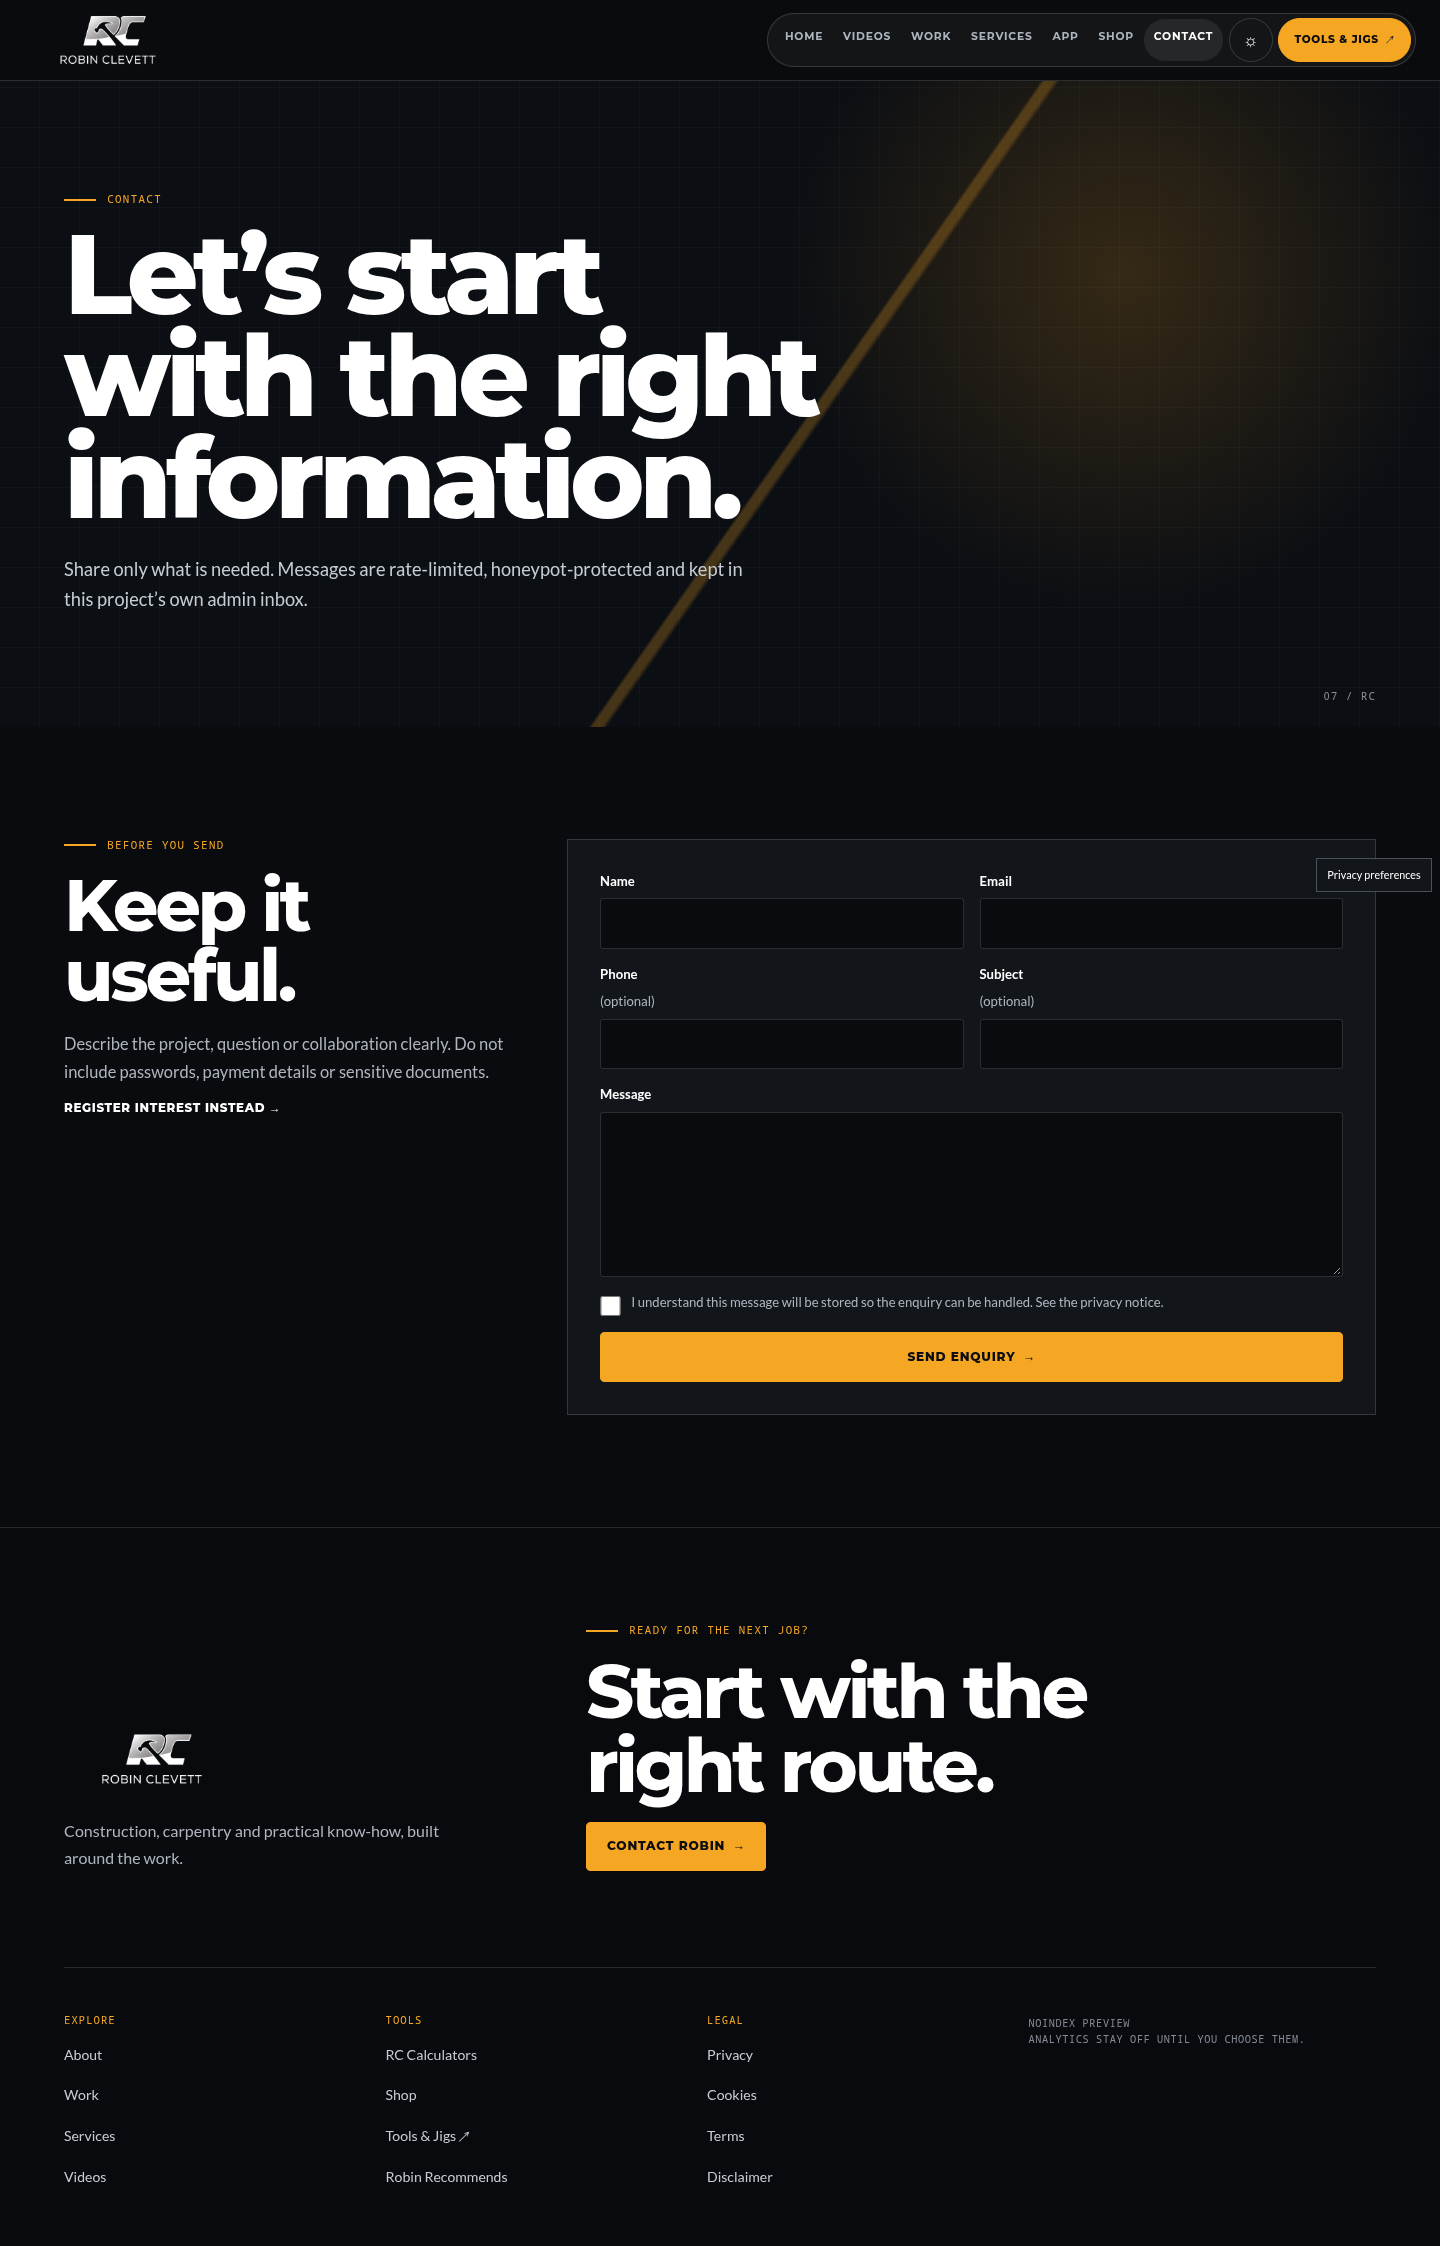 RC
ROBIN CLEVETT
HOME VIDEOS WORK SERVICES APP SHOP CONTACT ☼ TOOLS & JIGS ↗
CONTACT
Let’s start
with the right
information.
Share only what is needed. Messages are rate-limited, honeypot-protected and kept in
this project’s own admin inbox.
07 / RC
BEFORE YOU SEND
Keep it
useful.
Describe the project, question or collaboration clearly. Do not
include passwords, payment details or sensitive documents.
REGISTER INTEREST INSTEAD →
Privacy preferences
Name Email
Phone Subject
(optional) (optional)
Message
I understand this message will be stored so the enquiry can be handled. See the privacy notice.
SEND ENQUIRY →
READY FOR THE NEXT JOB?
Start with the
right route.
CONTACT ROBIN →
RC
ROBIN CLEVETT
Construction, carpentry and practical know-how, built
around the work.
EXPLORE
About
Work
Services
Videos
TOOLS
RC Calculators
Shop
Tools & Jigs ↗
Robin Recommends
LEGAL
Privacy
Cookies
Terms
Disclaimer
NOINDEX PREVIEW
ANALYTICS STAY OFF UNTIL YOU CHOOSE THEM.